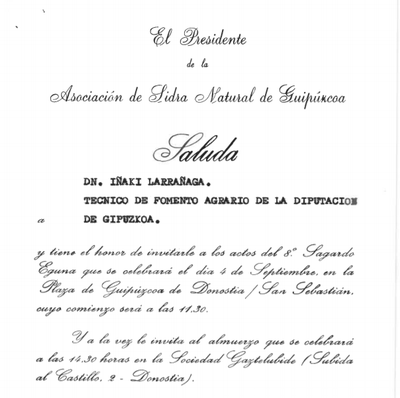 El Presidente
de la
Asociación de Sidra Natural de Guipúzcoa
Saluda
DN. IÑAKI LARRAÑAGA.
TECNICO DE FOMENTO AGRARIO DE LA DIPUTACION
a DE GIPUZKOA.
y tiene el honor de invitarle a los actos del 8.º Sagardo
Eguna que se celebrará el día 4 de Septiembre, en la
Plaza de Guipúzcoa de Donostia / San Sebastián,
cuyo comienzo será a las 11.30.
Y a la vez le invita al almuerzo que se celebrará
a las 14.30 horas en la Sociedad Gaztelubide (Subida
al Castillo, 2 - Donostia).